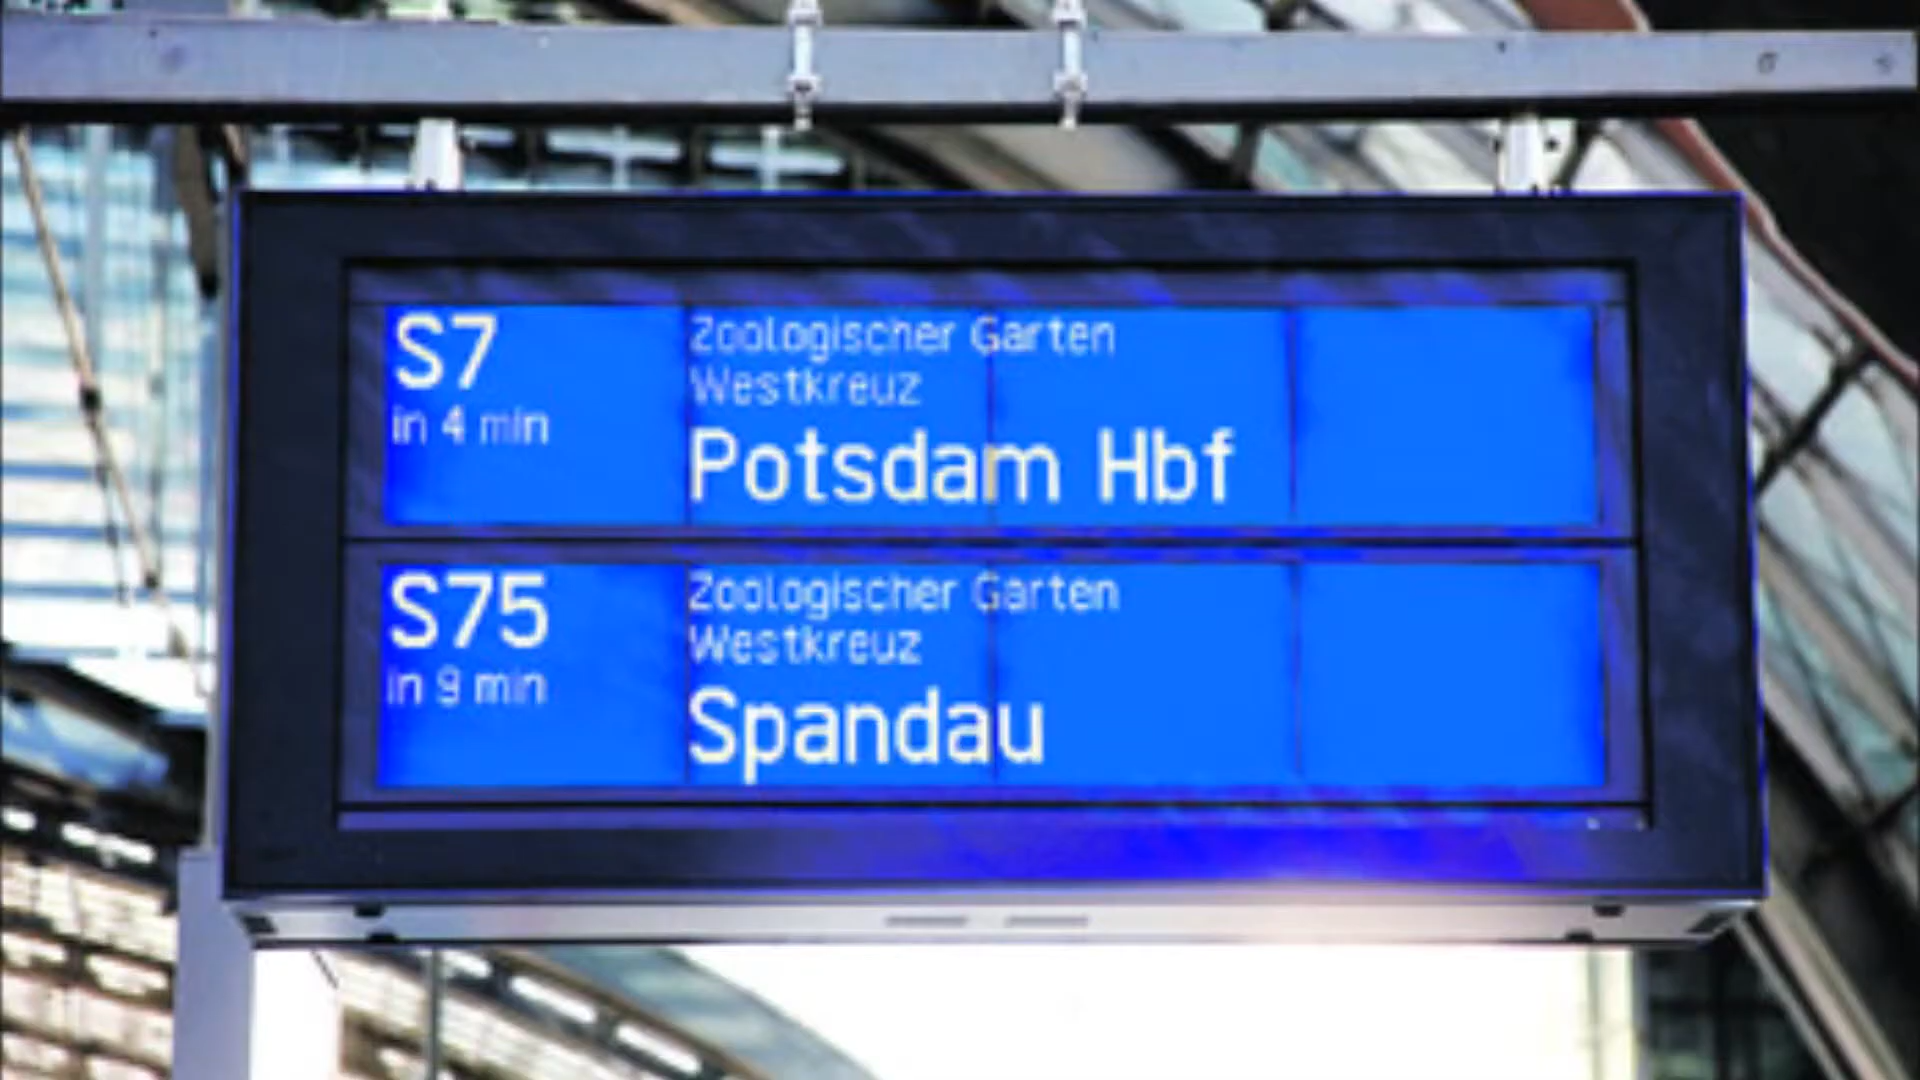 S7
in 4 min
Zoologischer Garten
Westkreuz
Potsdam Hbf
S75
in 9 min
Zoologischer Garten
Westkreuz
Spandau